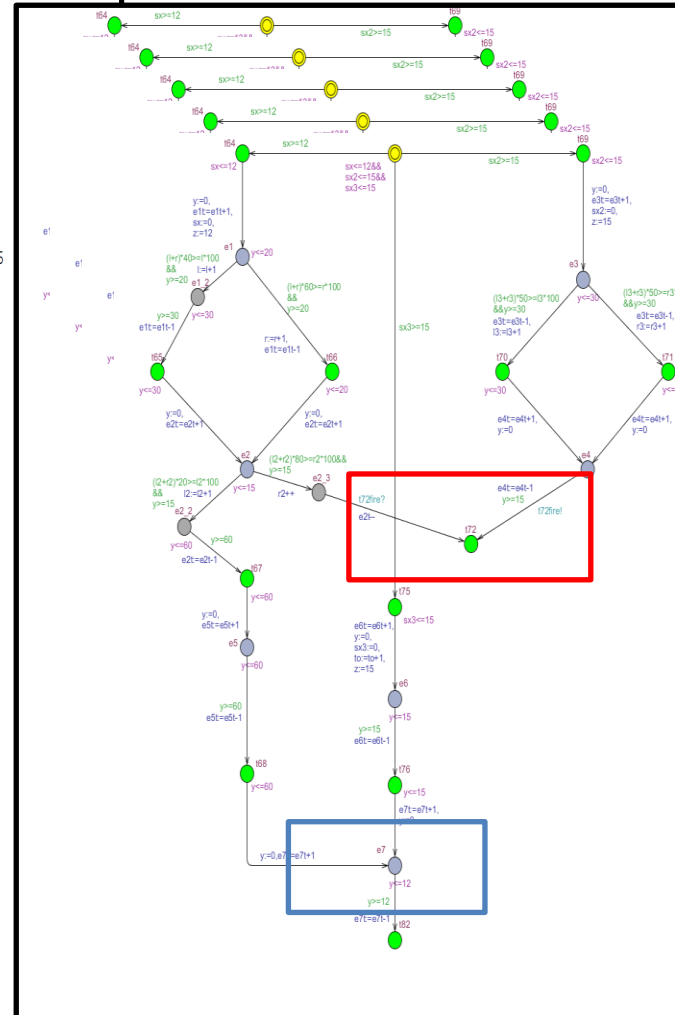 t64
sx>=12
sx2>=15
t69
sx2<=15
t64
sx>=12
sx2>=15
t69
sx2<=15
t64
sx>=12
sx2>=15
t69
sx2<=15
t64
sx>=12
sx2>=15
t69
sx2<=15
t64
sx>=12
sx2>=15
t69
sx<=12
sx<=12&&
sx2<=15&&
sx3<=15
sx2<=15
y:=0,
e1t:=e1t+1,
sx:=0,
z:=12
y:=0,
e3t:=e3t+1,
sx2:=0,
z:=15
e1
y<=20
e3
y<=30
(l+r)*40>=l*100
&&
y>=20
l:=l+1
e1_2
y<=30
(l+r)*60>=r*100
&&
y>=20
(l3+r3)*50>=l3*100
&&y>=30
e3t:=e3t-1,
l3:=l3+1
(l3+r3)*50>=r3
&&y>=30
e3t:=e3t-1,
r3:=r3+1
y>=30
e1t:=e1t-1
r:=r+1,
e1t:=e1t-1
sx3>=15
t65
y<=30
t66
y<=20
t70
y<=30
t71
y:=0,
e2t:=e2t+1
y:=0,
e2t:=e2t+1
e4t:=e4t+1,
y:=0
e4t:=e4t+1,
y:=0
e2
y<=15
e4
(l2+r2)*20>=l2*100
&&
y>=15
l2:=l2+1
(l2+r2)*80>=r2*100&&
y>=15
e2_3
r2++
e4t:=e4t-1
y>=15
t72fire!
t72fire?
t72
e2_2
y<=60
y>=60
e2t:=e2t-1
t67
y<=60
t75
sx3<=15
y:=0,
e5t:=e5t+1
e6t:=e6t+1,
y:=0,
sx3:=0,
to:=to+1,
z:=15
e5
y<=60
e6
y<=15
y>=60
e5t:=e5t-1
y>=15
e6t:=e6t-1
t68
y<=60
t76
y<=15
e7t:=e7t+1,
e7
y<=12
y>=12
e7t:=e7t-1
t82